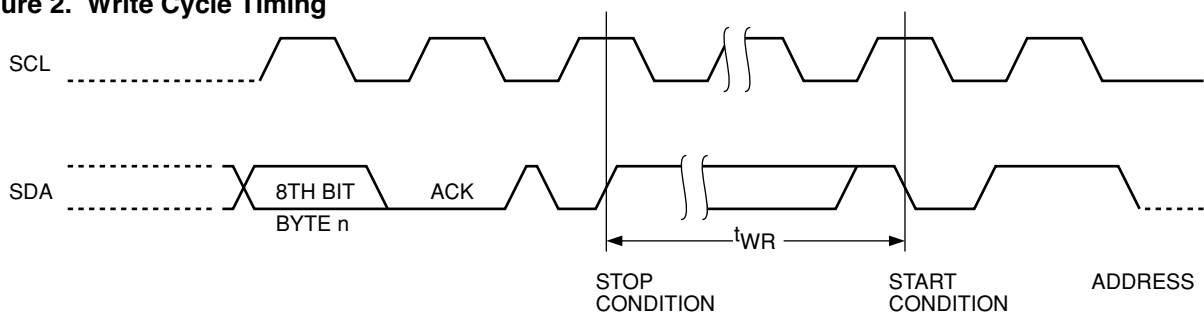 ure 2. Write Cycle Timing
SCL
SDA
8TH BIT
ACK
BYTE n
tWR
STOP
CONDITION
START
CONDITION
ADDRESS